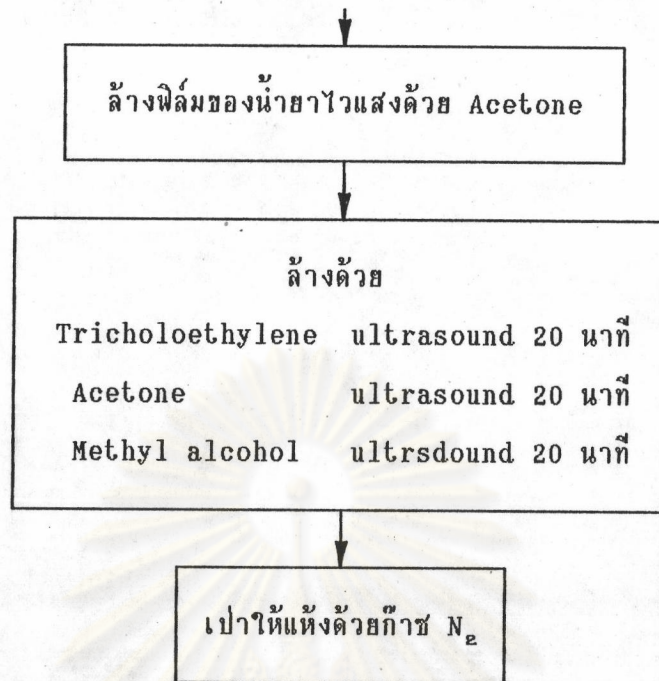 ล้างฟิล์มของน้ำยาไวแสงด้วย Acetone
ล้างด้วย
Tricholoethylene ultrasound 20 นาที
Acetone ultrasound 20 นาที
Methyl alcohol ultrsdound 20 นาที
เป่าให้แห้งด้วยก๊าซ N₂